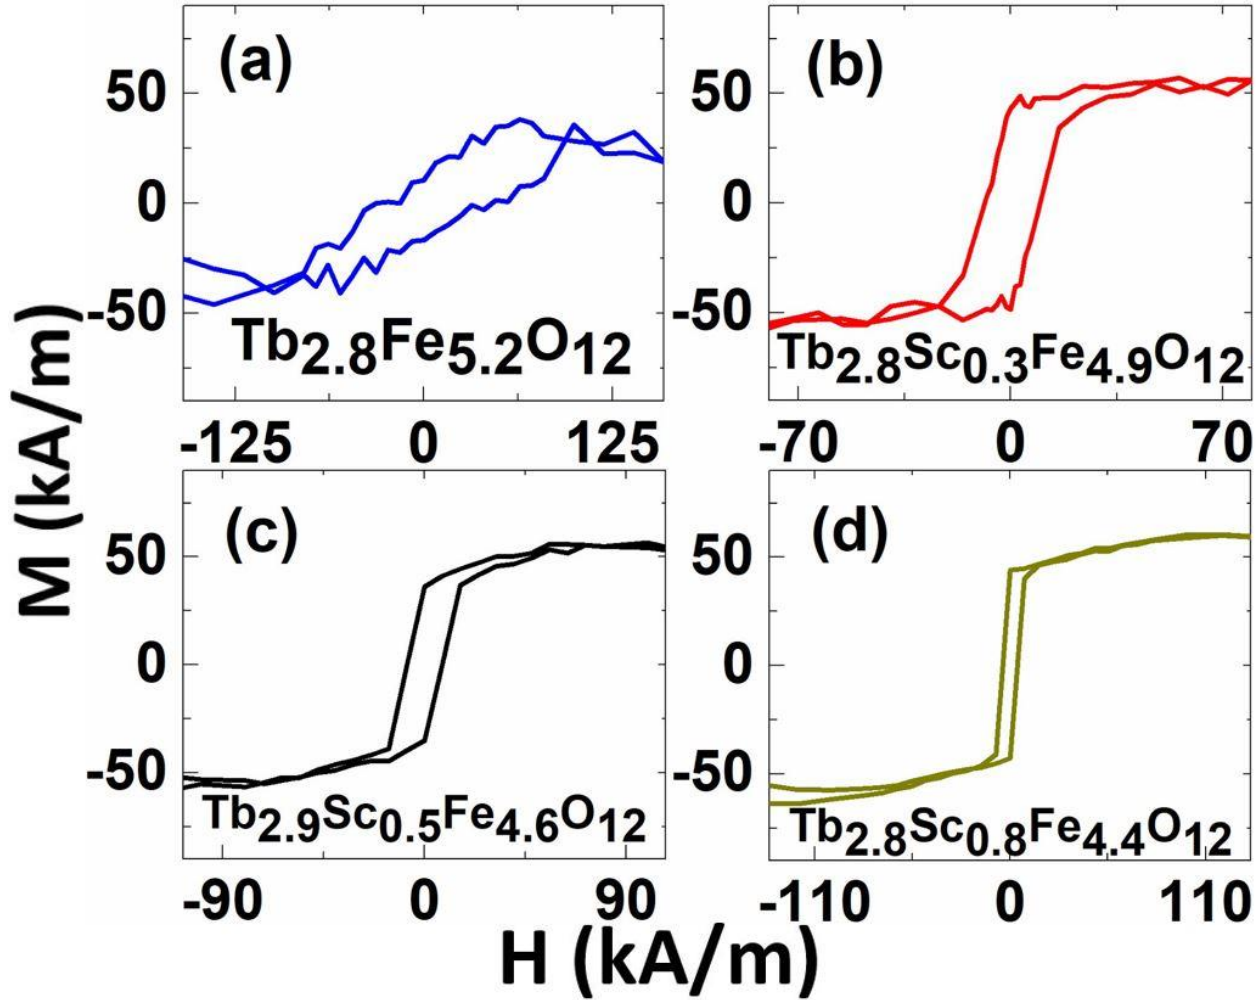 (a)
(b)
50
0
-50
Tb2.8Fe5.2O12
-125 0 125
50
0
-50
Tb2.8Sc0.3Fe4.9O12
-70 0 70
M (kA/m)
(c)
(d)
50
0
-50
Tb2.9Sc0.5Fe4.6O12
-90 0 90
50
0
-50
Tb2.8Sc0.8Fe4.4O12
-110 0 110
H (kA/m)